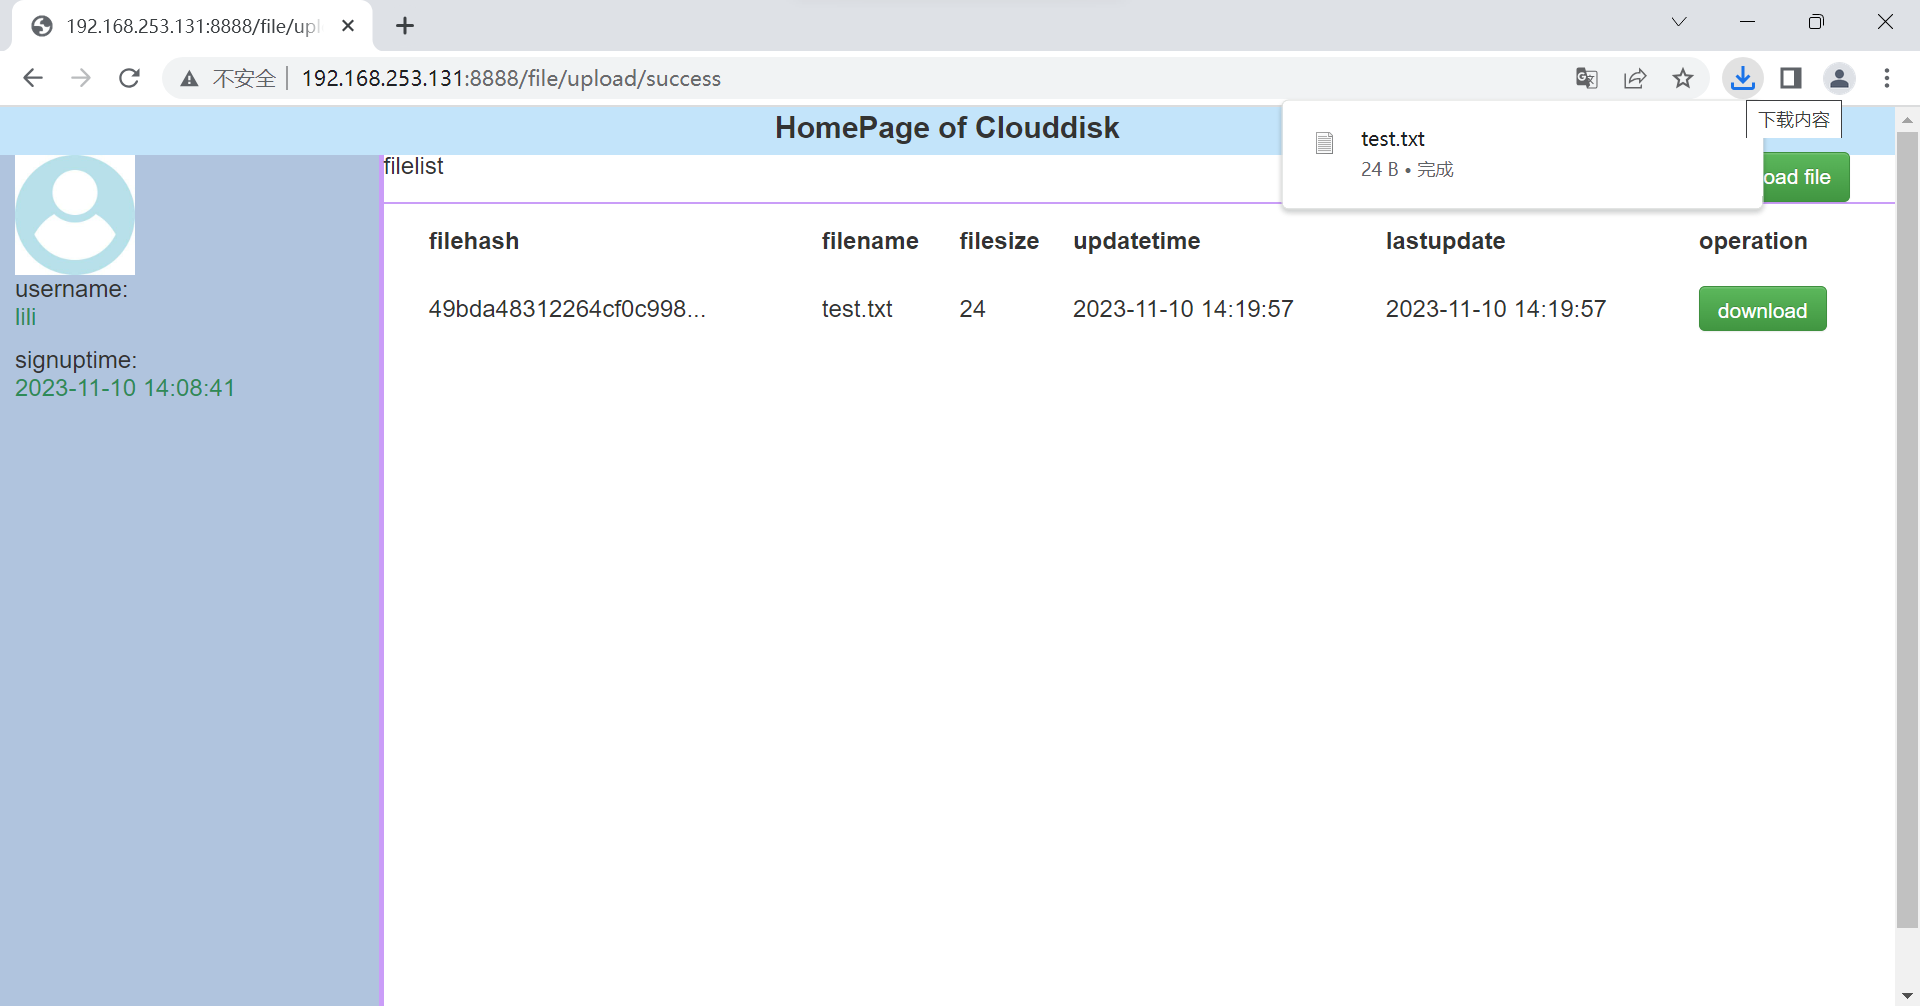 192.168.253.131:8888/file/upl
不安全 192.168.253.131:8888/file/upload/success
下载内容
test.txt
24 B • 完成
HomePage of Clouddisk
username:
lili
signuptime:
2023-11-10 14:08:41
filelist
oad file
filehash filename filesize updatetime lastupdate operation
49bda48312264cf0c998... test.txt 24 2023-11-10 14:19:57 2023-11-10 14:19:57 download